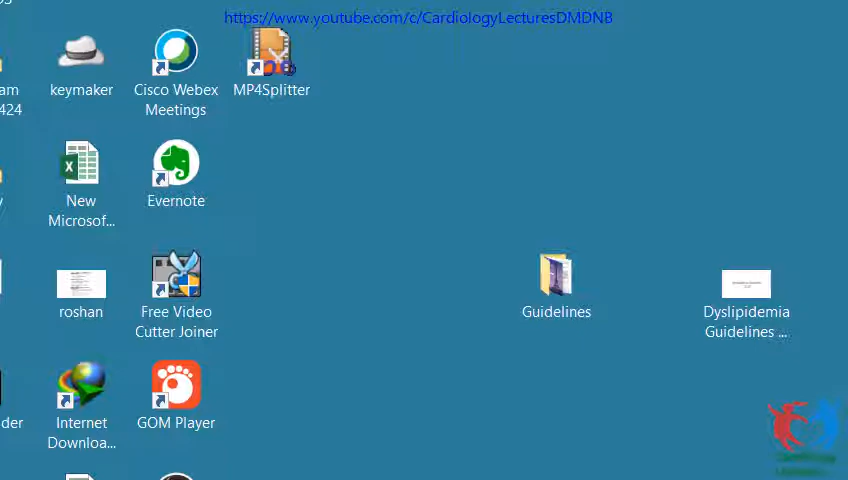 https://www.youtube.com/c/CardiologyLecturesDMDNB
am
424
keymaker
Cisco Webex
Meetings
MP4Splitter
New
Microsof...
Evernote
roshan
Free Video
Cutter Joiner
Guidelines
Dyslipidemia
Guidelines ...
der
Internet
Downloa...
GOM Player